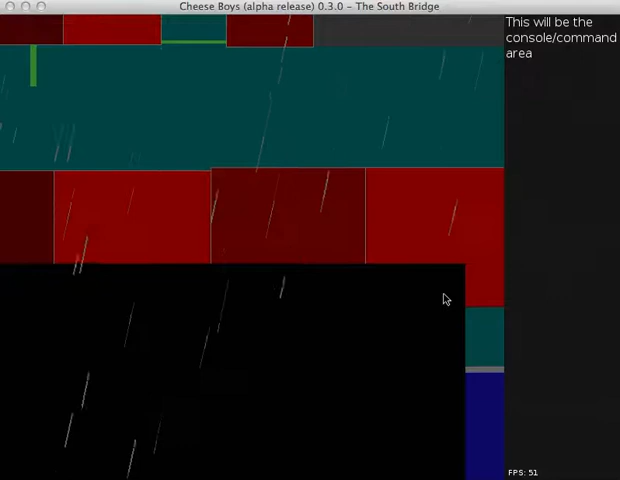 Cheese Boys (alpha release) 0.3.0 - The South Bridge
This will be the
console/command
area
FPS: 51